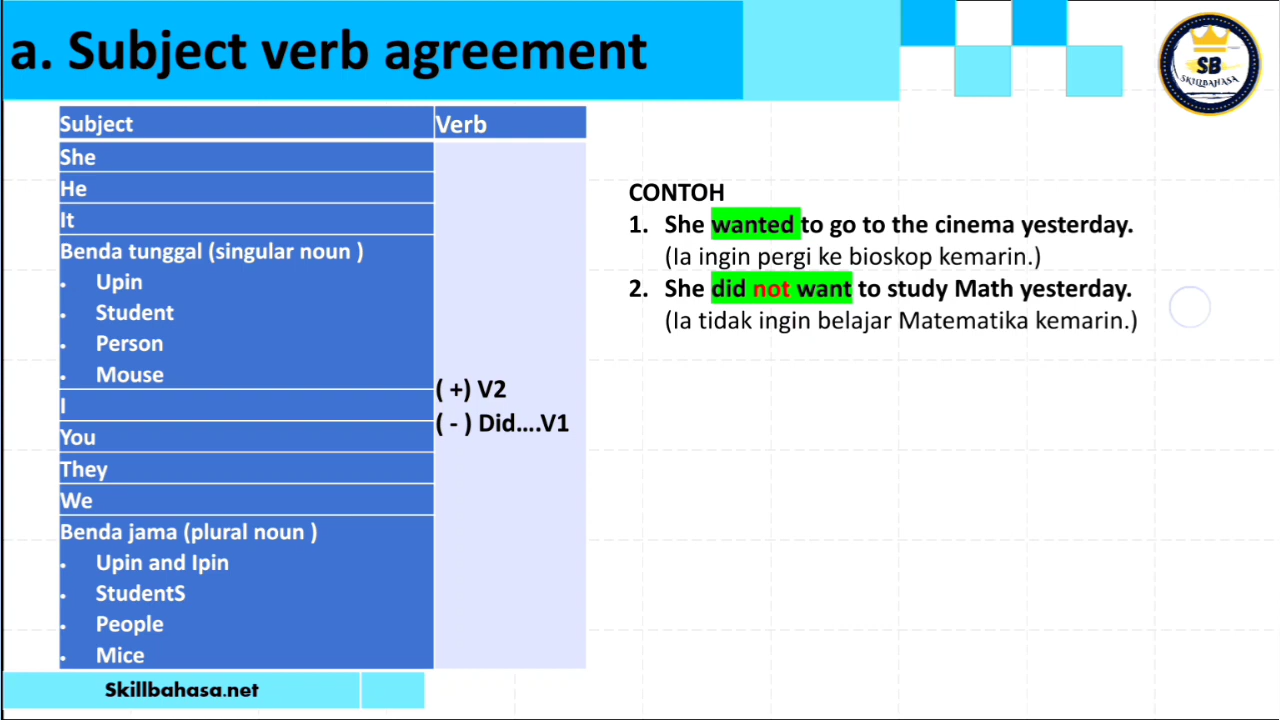 a. Subject verb agreement
SB
SKILLBAHASA
Subject Verb
She
He
It
Benda tunggal (singular noun )
• Upin
• Student
• Person
• Mouse
I
You
They
We
Benda jama (plural noun )
• Upin and Ipin
• StudentS
• People
• Mice
( +) V2
( - ) Did....V1
CONTOH
1. She wanted to go to the cinema yesterday.
(Ia ingin pergi ke bioskop kemarin.)
2. She did not want to study Math yesterday.
(Ia tidak ingin belajar Matematika kemarin.)
Skillbahasa.net